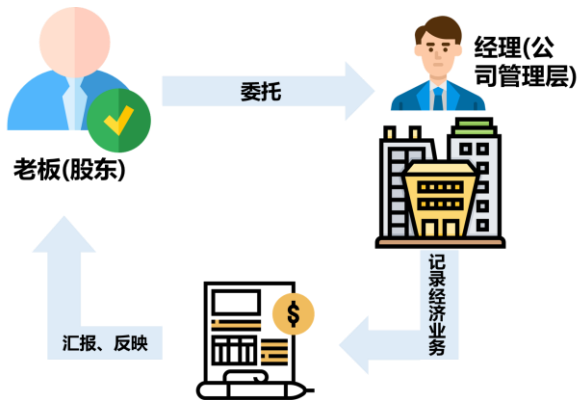 委托
经理(公
司管理层)
老板(股东)
记录经济业务
汇报、反映
$